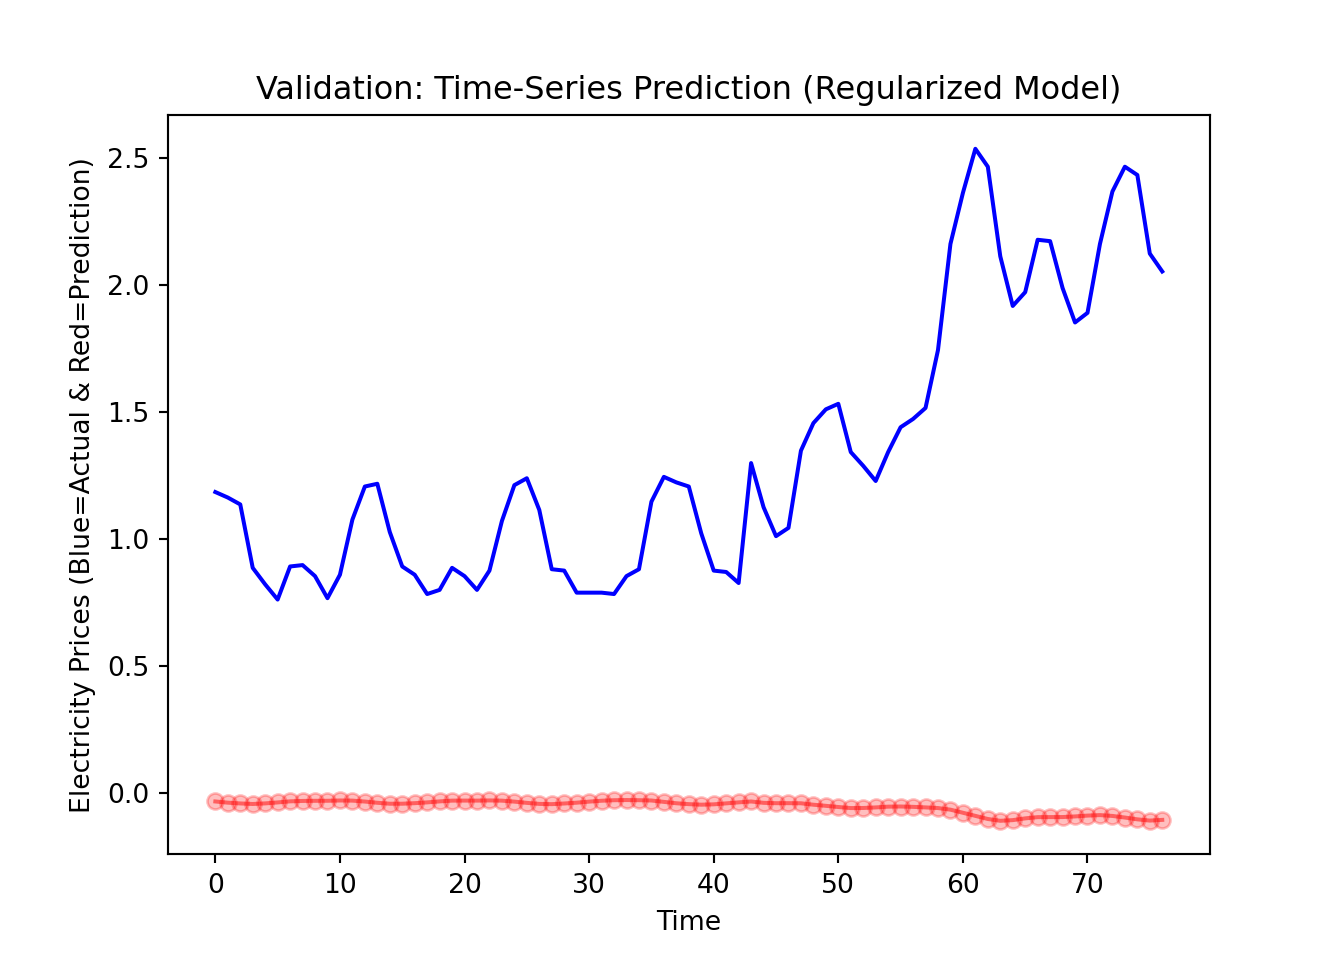 Validation: Time-Series Prediction (Regularized Model)
Electricity Prices (Blue=Actual & Red=Prediction)
2.5
2.0
1.5
1.0
0.5
0.0
0 10 20 30 40 50 60 70
Time